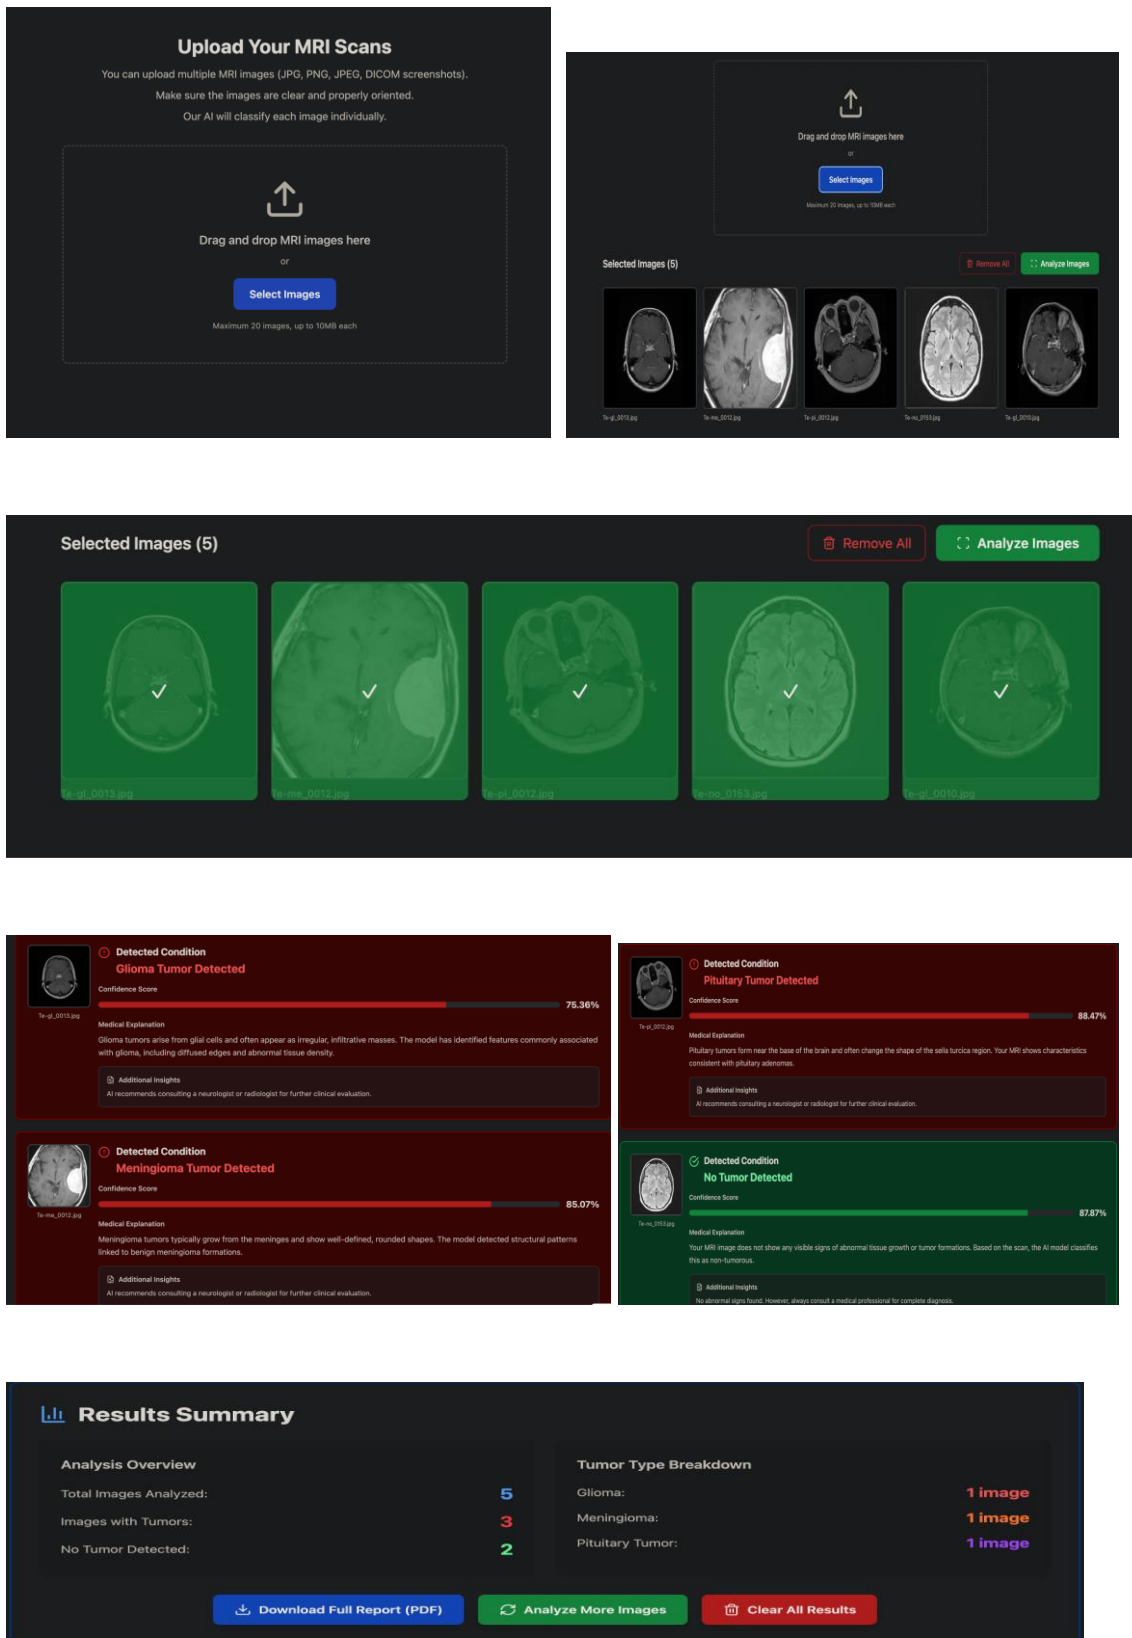 Upload Your MRI Scans
You can upload multiple MRI images (JPG, PNG, JPEG, DICOM screenshots).
Make sure the images are clear and properly oriented.
Our AI will classify each image individually.
Drag and drop MRI images here
or
Select Images
Maximum 20 images, up to 10MB each
Drag and drop MRI images here
or
Select Images
Maximum 20 images, up to 10MB each
Selected Images (5)
Remove All
Analyze Images
Te-gl_0013.jpg
Te-me_0012.jpg
Te-pi_0012.jpg
Te-no_0153.jpg
Te-gl_0010.jpg
Selected Images (5)
Remove All
Analyze Images
Te-gl_0013.jpg
Te-me_0012.jpg
Te-pi_0012.jpg
Te-no_0153.jpg
Te-gl_0010.jpg
Detected Condition
Glioma Tumor Detected
Confidence Score
75.36%
Te-gl_0013.jpg
Medical Explanation
Glioma tumors arise from glial cells and often appear as irregular, infiltrative masses. The model has identified features commonly associated
with glioma, including diffused edges and abnormal tissue density.
Additional Insights
AI recommends consulting a neurologist or radiologist for further clinical evaluation.
Detected Condition
Meningioma Tumor Detected
Confidence Score
85.07%
Te-me_0012.jpg
Medical Explanation
Meningioma tumors typically grow from the meninges and show well-defined, rounded shapes. The model detected structural patterns
linked to benign meningioma formations.
Additional Insights
AI recommends consulting a neurologist or radiologist for further clinical evaluation.
Detected Condition
Pituitary Tumor Detected
Confidence Score
88.47%
Te-pi_0012.jpg
Medical Explanation
Pituitary tumors form near the base of the brain and often change the shape of the sella turcica region. Your MRI shows characteristics
consistent with pituitary adenomas.
Additional Insights
AI recommends consulting a neurologist or radiologist for further clinical evaluation.
Detected Condition
No Tumor Detected
Confidence Score
87.87%
Te-no_0153.jpg
Medical Explanation
Your MRI image does not show any visible signs of abnormal tissue growth or tumor formations. Based on the scan, the AI model classifies
this as non-tumorous.
Additional Insights
No abnormal signs found. However, always consult a medical professional for complete diagnosis.
Results Summary
Analysis Overview
Total Images Analyzed: 5
Images with Tumors: 3
No Tumor Detected: 2
Tumor Type Breakdown
Glioma: 1 image
Meningioma: 1 image
Pituitary Tumor: 1 image
Download Full Report (PDF)
Analyze More Images
Clear All Results